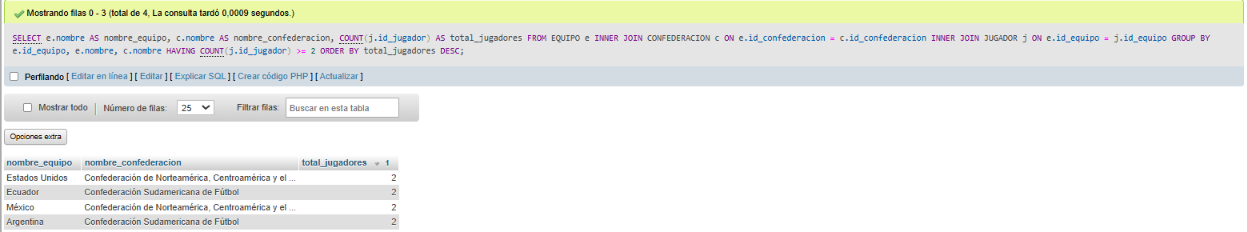 Mostrando filas 0 - 3 (total de 4, La consulta tardó 0,0009 segundos.)
SELECT e.nombre AS nombre_equipo, c.nombre AS nombre_confederacion, COUNT(j.id_jugador) AS total_jugadores FROM EQUIPO e INNER JOIN CONFEDERACION c ON e.id_confederacion = c.id_confederacion INNER JOIN JUGADOR j ON e.id_equipo = j.id_equipo GROUP BY
e.id_equipo, e.nombre, c.nombre HAVING COUNT(j.id_jugador) >= 2 ORDER BY total_jugadores DESC;
Perfilando [ Editar en línea ] [ Editar ] [ Explicar SQL ] [ Crear código PHP ] [ Actualizar ]
Mostrar todo Número de filas: 25 Filtrar filas: Buscar en esta tabla
Opciones extra
nombre_equipo nombre_confederacion total_jugadores 1
Estados Unidos Confederación de Norteamérica, Centroamérica y el ... 2
Ecuador Confederación Sudamericana de Fútbol 2
México Confederación de Norteamérica, Centroamérica y el ... 2
Argentina Confederación Sudamericana de Fútbol 2